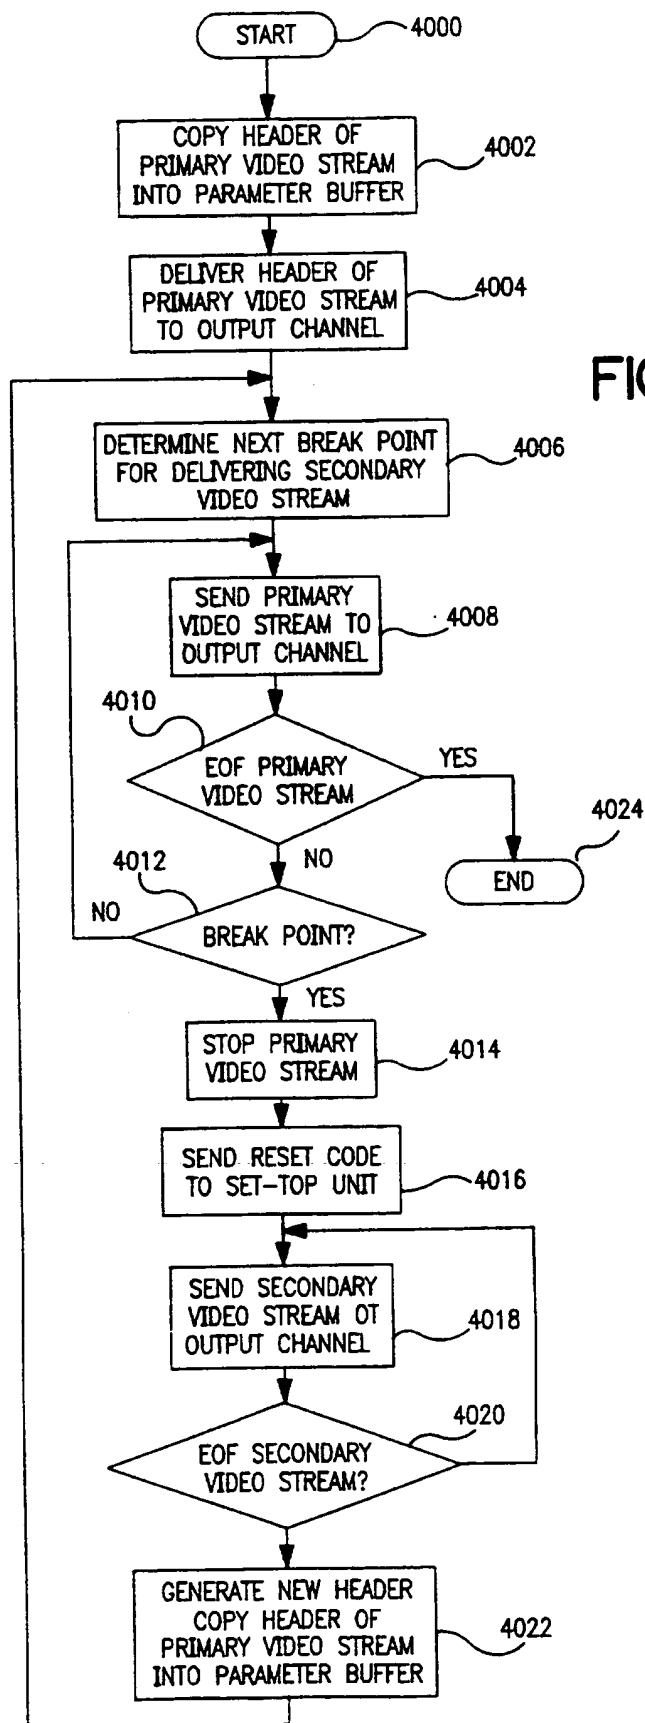 START
4000
COPY HEADER OF
PRIMARY VIDEO STREAM
INTO PARAMETER BUFFER
4002
DELIVER HEADER OF
PRIMARY VIDEO STREAM
TO OUTPUT CHANNEL
4004
FIG
DETERMINE NEXT BREAK POINT
FOR DELIVERING SECONDARY
VIDEO STREAM
4006
SEND PRIMARY
VIDEO STREAM TO
OUTPUT CHANNEL
4008
4010
EOF PRIMARY
VIDEO STREAM
YES
4024
END
NO
4012
NO
BREAK POINT?
YES
STOP PRIMARY
VIDEO STREAM
4014
SEND RESET CODE
TO SET-TOP UNIT
4016
SEND SECONDARY
VIDEO STREAM OT
OUTPUT CHANNEL
4018
4020
EOF SECONDARY
VIDEO STREAM?
GENERATE NEW HEADER
COPY HEADER OF
PRIMARY VIDEO STREAM
INTO PARAMETER BUFFER
4022